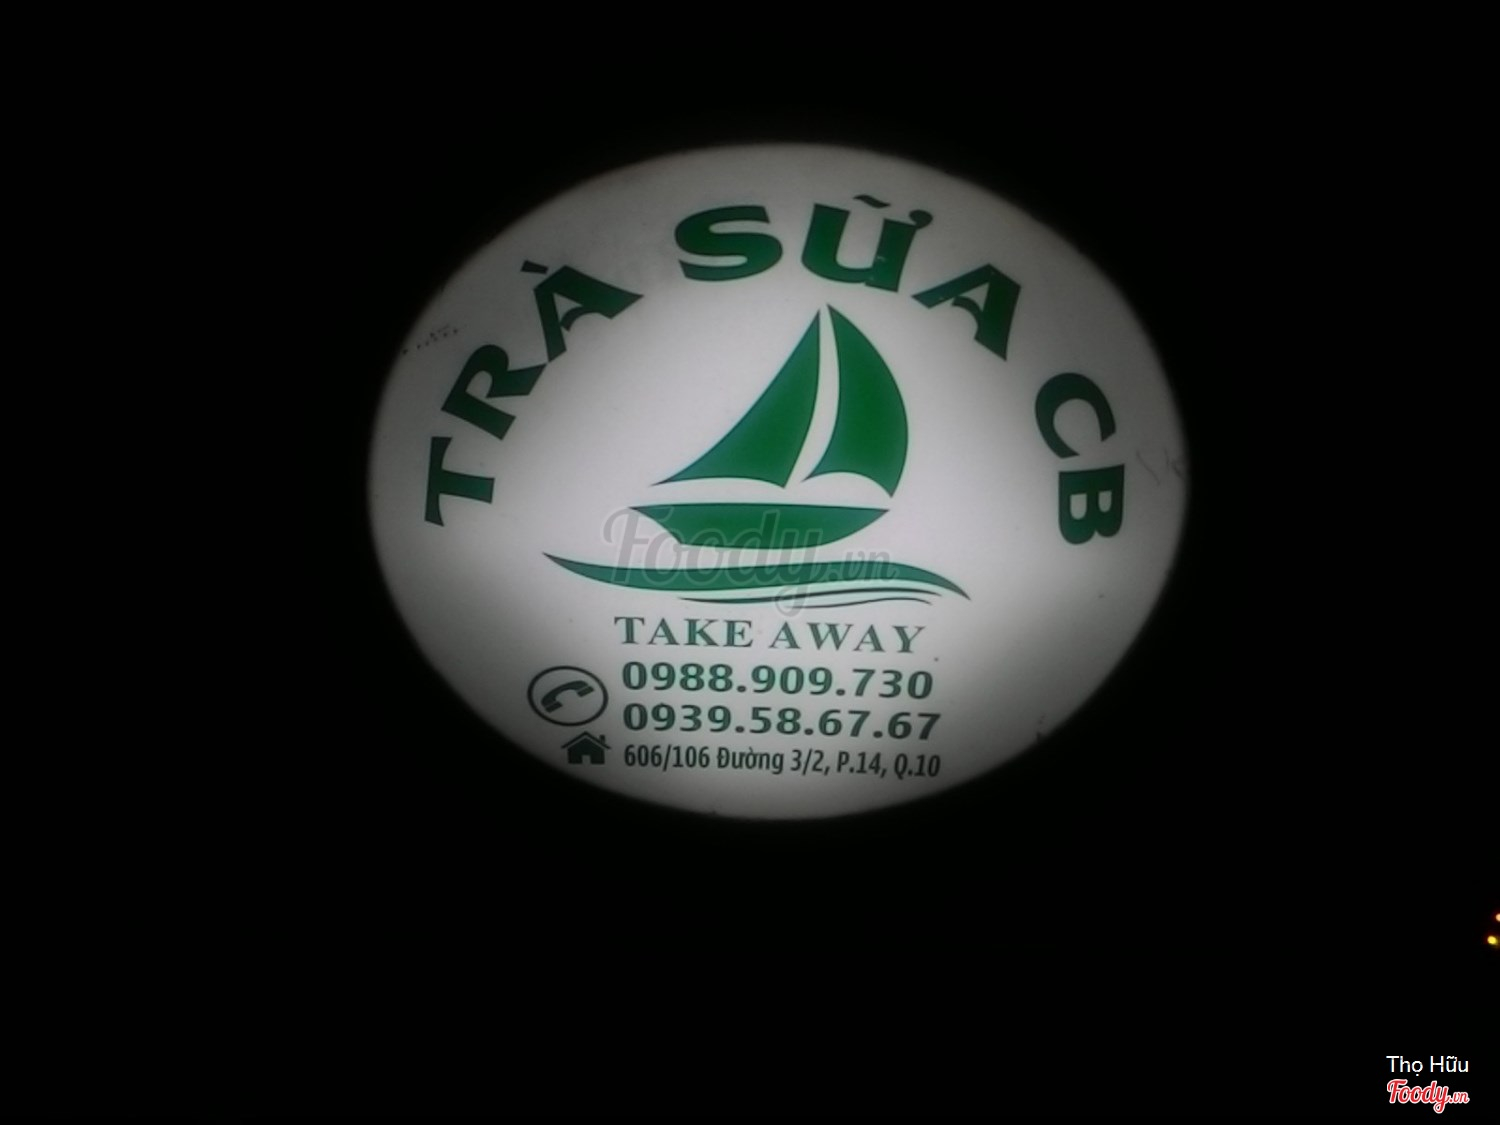 TRÀ SỮA CB
Foody.vn
TAKE AWAY
0988.909.730
0939.58.67.67
606/106 Đường 3/2, P.14, Q.10
Thọ Hữu
Foody.vn